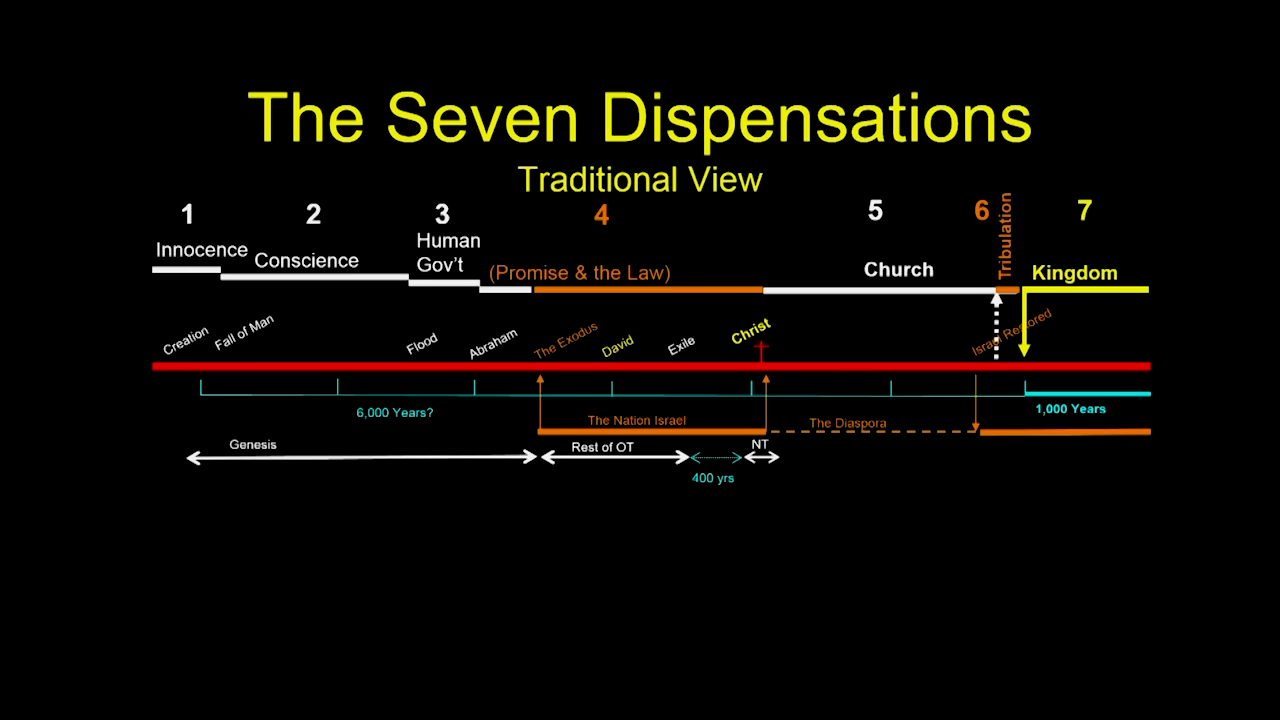 The Seven Dispensations
Traditional View
1 2 3 4 5 6 7
Innocence
Conscience
Human
Gov't
(Promise & the Law)
Church
Tribulation
Kingdom
Creation
Fall of Man
Flood
Abraham
The Exodus
David
Exile
Christ
Israel Restored
6,000 Years?
1,000 Years
The Nation Israel
The Diaspora
Genesis
Rest of OT
NT
400 yrs